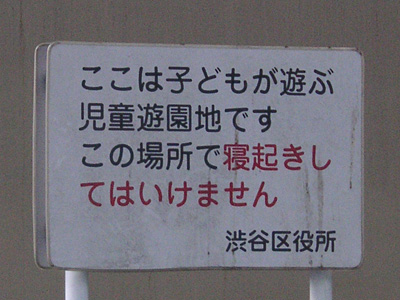 ここは子どもが遊ぶ
児童遊園地です
この場所で寝起きし
てはいけません
渋谷区役所